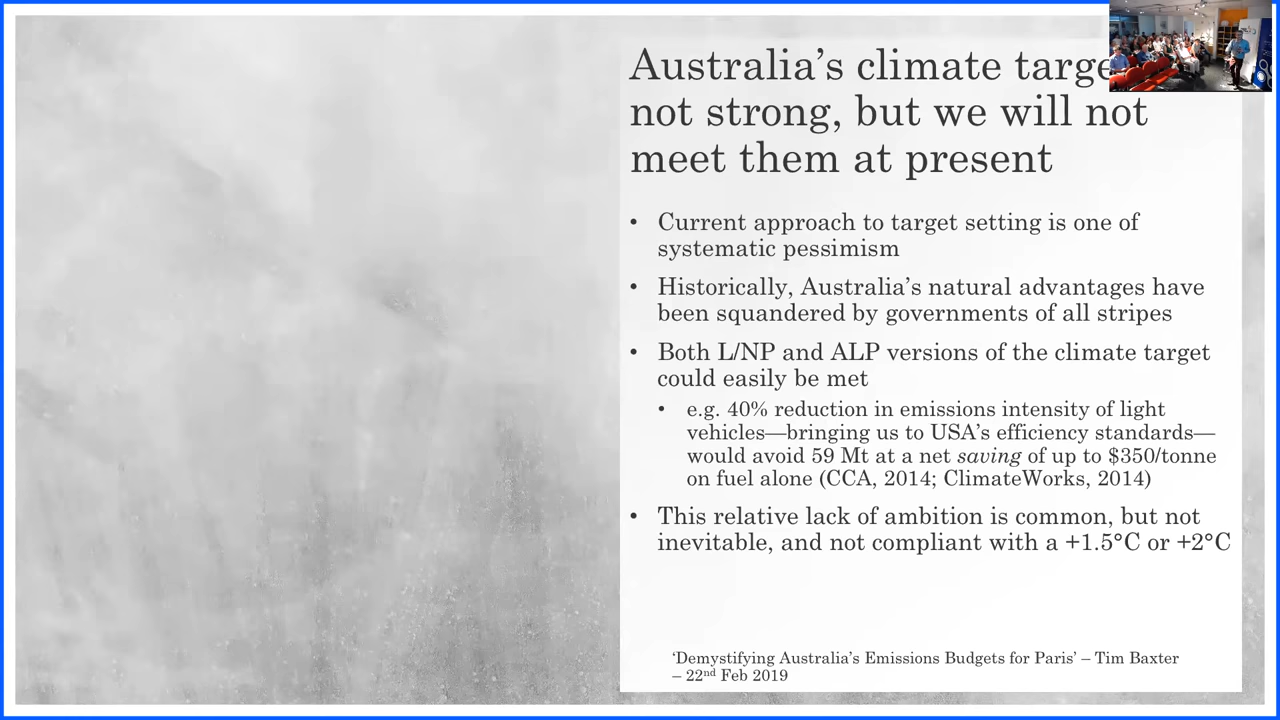 Australia’s climate
not strong, but we will not
meet them at present
• Current approach to target setting is one of
systematic pessimism
• Historically, Australia’s natural advantages have
been squandered by governments of all stripes
• Both L/NP and ALP versions of the climate target
could easily be met
• e.g. 40% reduction in emissions intensity of light
vehicles—bringing us to USA’s efficiency standards—
would avoid 59 Mt at a net saving of up to $350/tonne
on fuel alone (CCA, 2014; ClimateWorks, 2014)
• This relative lack of ambition is common, but not
inevitable, and not compliant with a +1.5°C or +2°C
‘Demystifying Australia’s Emissions Budgets for Paris’ – Tim Baxter
– 22nd Feb 2019